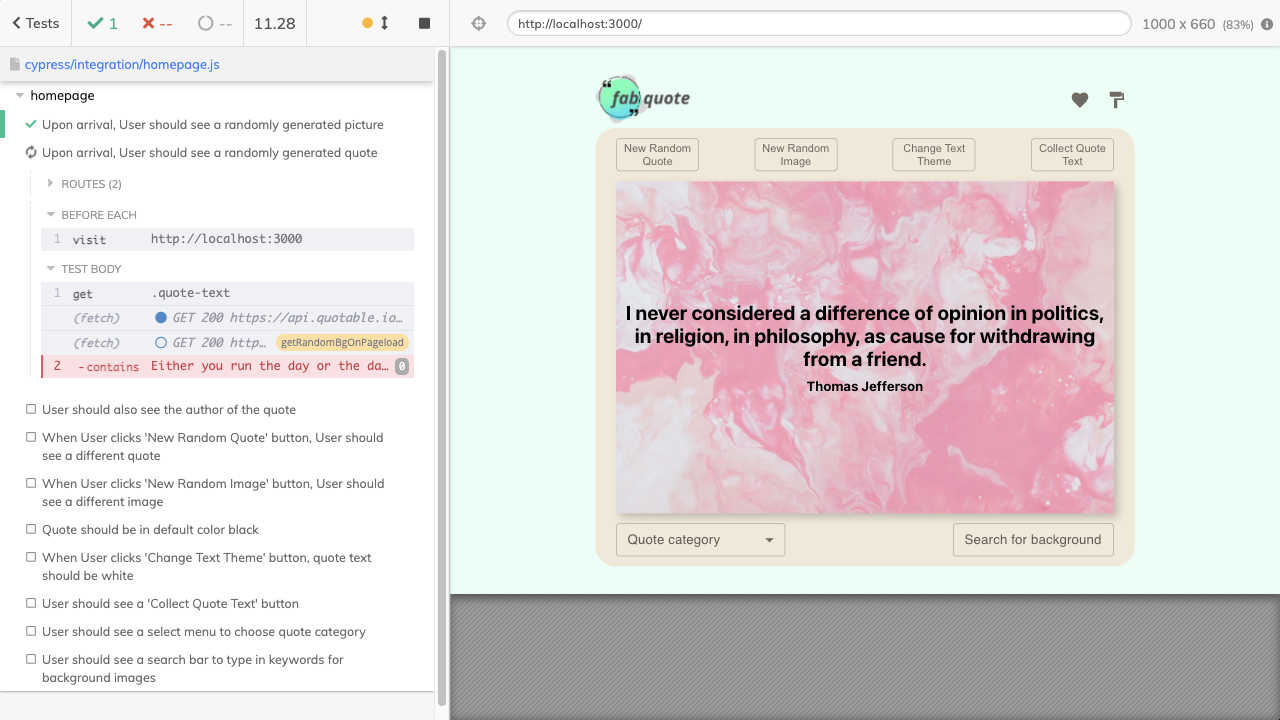 Tests
1
--
--
11.28
http://localhost:3000/
1000 x 660 (83%)
cypress/integration/homepage.js
homepage
Upon arrival, User should see a randomly generated picture
Upon arrival, User should see a randomly generated quote
ROUTES (2)
BEFORE EACH
1 visit http://localhost:3000
TEST BODY
1 get .quote-text
(fetch) GET 200 https://api.quotable.io…
(fetch) GET 200 http… getRandomBgOnPageload
2 -contains Either you run the day or the da… 0
User should also see the author of the quote
When User clicks 'New Random Quote' button, User should
see a different quote
When User clicks 'New Random Image' button, User should
see a different image
Quote should be in default color black
When User clicks 'Change Text Theme' button, quote text
should be white
User should see a 'Collect Quote Text' button
User should see a select menu to choose quote category
User should see a search bar to type in keywords for
background images
❝fab quote❞
New Random
Quote
New Random
Image
Change Text
Theme
Collect Quote
Text
I never considered a difference of opinion in politics,
in religion, in philosophy, as cause for withdrawing
from a friend.
Thomas Jefferson
Quote category
Search for background